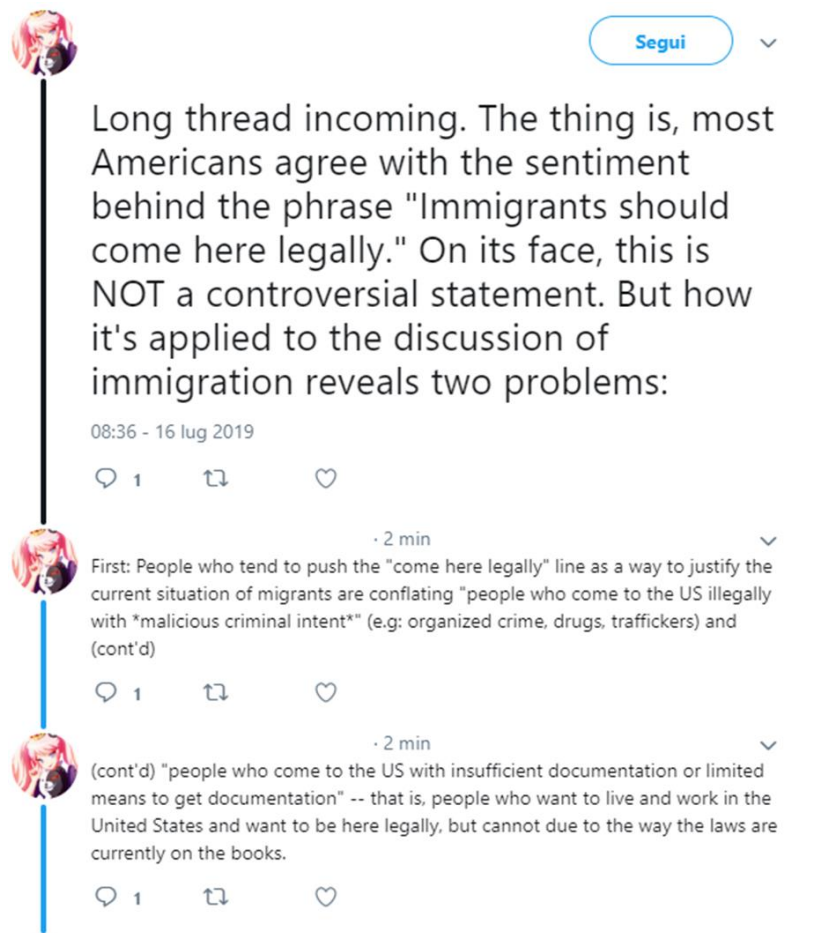 Segui
Long thread incoming. The thing is, most
Americans agree with the sentiment
behind the phrase "Immigrants should
come here legally." On its face, this is
NOT a controversial statement. But how
it's applied to the discussion of
immigration reveals two problems:
08:36 - 16 lug 2019
1
· 2 min
First: People who tend to push the "come here legally" line as a way to justify the
current situation of migrants are conflating "people who come to the US illegally
with *malicious criminal intent*" (e.g: organized crime, drugs, traffickers) and
(cont'd)
1
· 2 min
(cont'd) "people who come to the US with insufficient documentation or limited
means to get documentation" -- that is, people who want to live and work in the
United States and want to be here legally, but cannot due to the way the laws are
currently on the books.
1